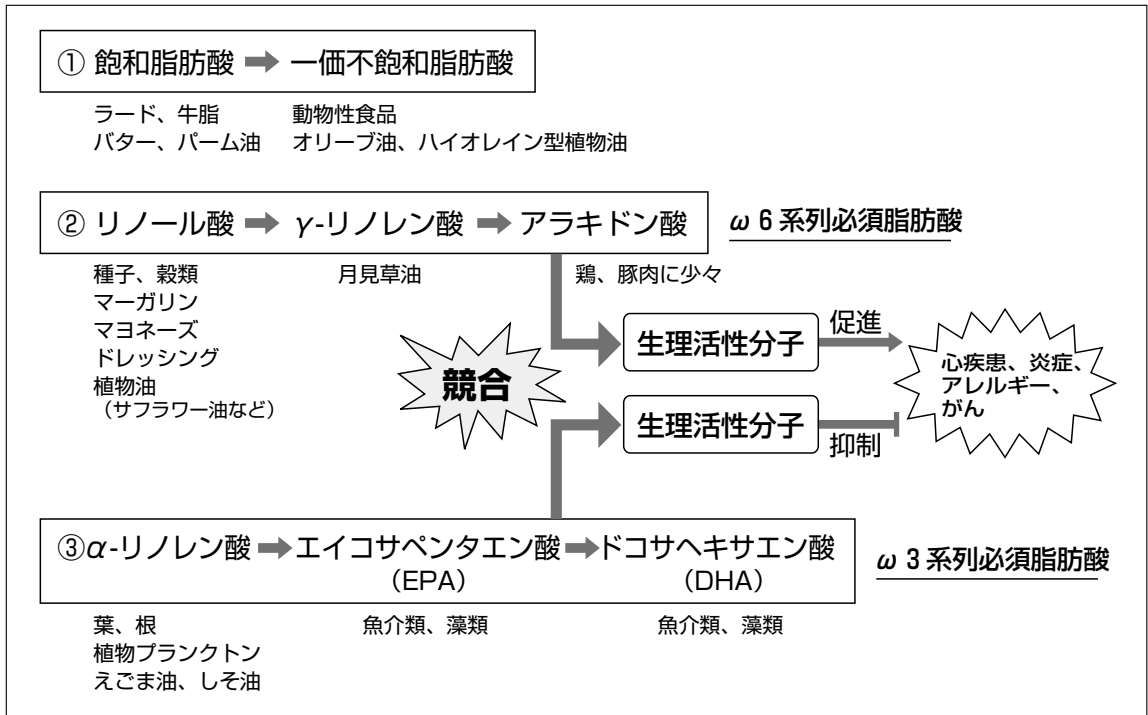 ① 飽和脂肪酸 ➡ 一価不飽和脂肪酸
ラード、牛脂 動物性食品
バター、パーム油 オリーブ油、ハイオレイン型植物油
② リノール酸 ➡ γ-リノレン酸 ➡ アラキドン酸 ω 6 系列必須脂肪酸
種子、穀類 月見草油 鶏、豚肉に少々
マーガリン
マヨネーズ
ドレッシング
植物油
（サフラワー油など）
競合
生理活性分子 促進
心疾患、炎症、
アレルギー、
がん
生理活性分子 抑制
③α-リノレン酸 ➡ エイコサペンタエン酸 ➡ ドコサヘキサエン酸 ω 3 系列必須脂肪酸
（EPA） （DHA）
葉、根 魚介類、藻類 魚介類、藻類
植物プランクトン
えごま油、しそ油